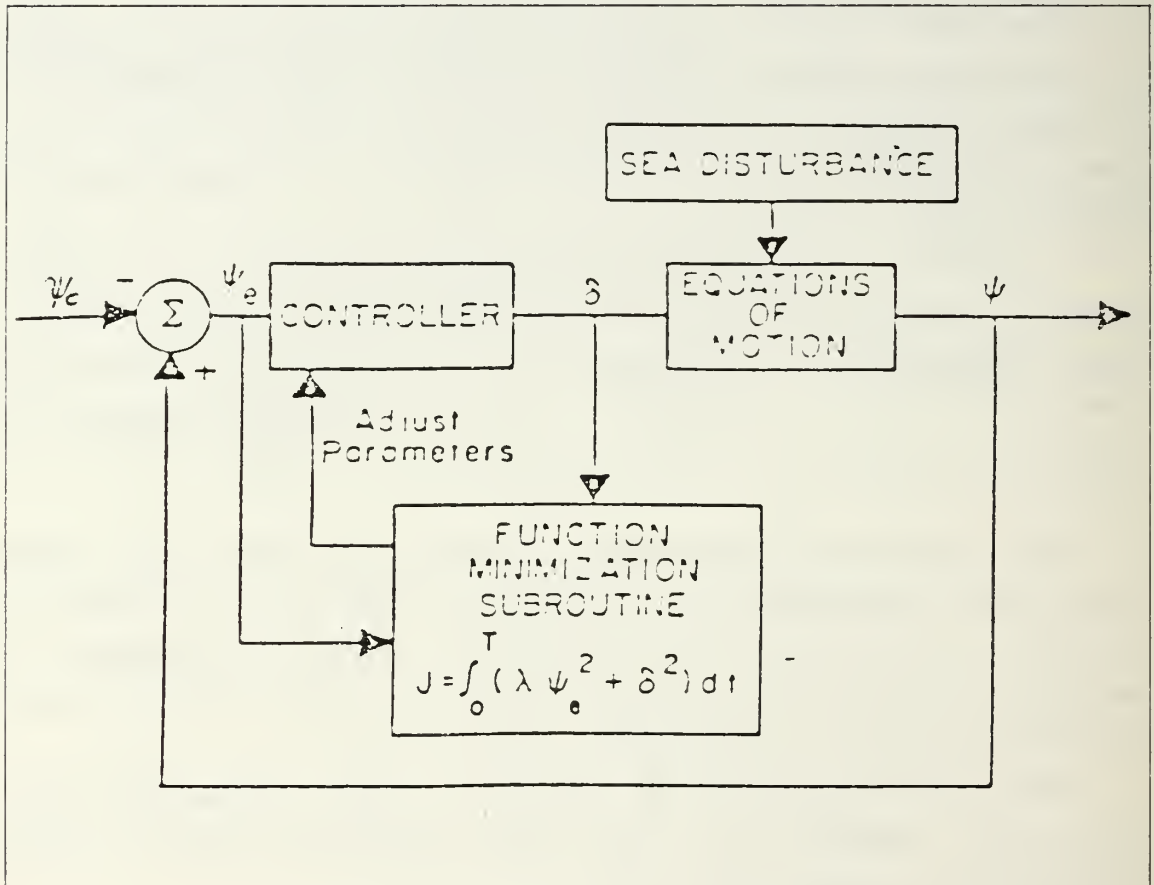 SEA DISTURBANCE
ψc
-
Σ
+
ψe
CONTROLLER
δ
EQUATIONS
OF
MOTION
ψ
Adjust
Parameters
FUNCTION
MINIMIZATION
SUBROUTINE
J = ∫₀ᵀ (λ ψe² + δ²) dt